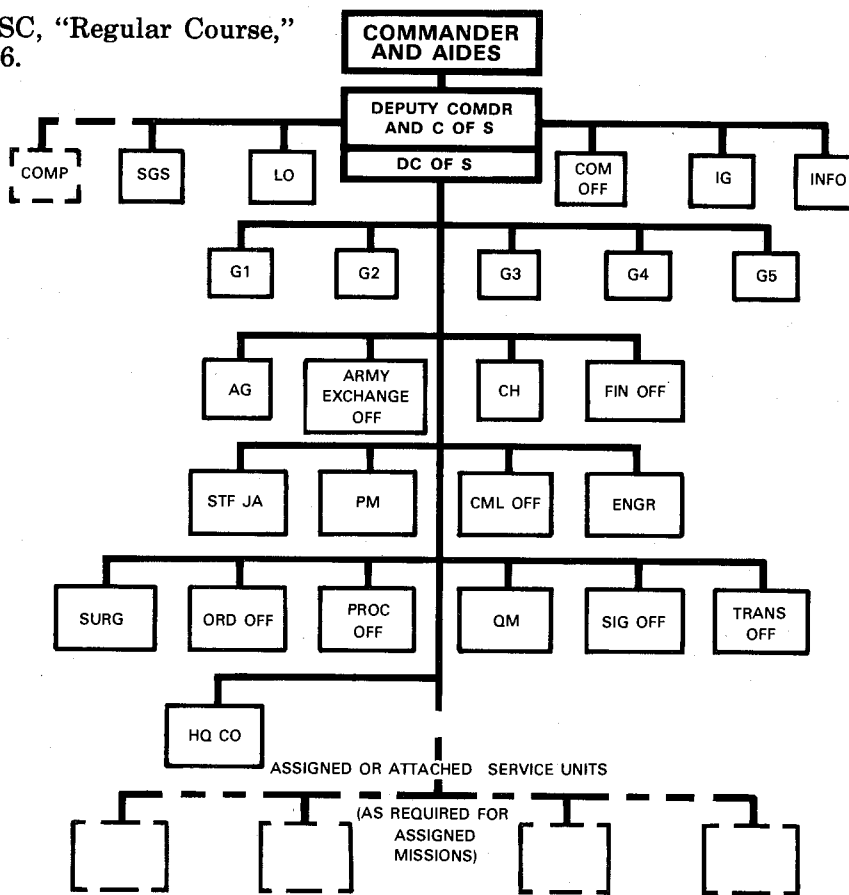 SC, “Regular Course,”
6.
COMMANDER
AND AIDES
DEPUTY COMDR
AND C OF S
DC OF S
COMP
SGS
LO
COM
OFF
IG
INFO
G1
G2
G3
G4
G5
AG
ARMY
EXCHANGE
OFF
CH
FIN OFF
STF JA
PM
CML OFF
ENGR
SURG
ORD OFF
PROC
OFF
QM
SIG OFF
TRANS
OFF
HQ CO
ASSIGNED OR ATTACHED SERVICE UNITS
(AS REQUIRED FOR
ASSIGNED
MISSIONS)